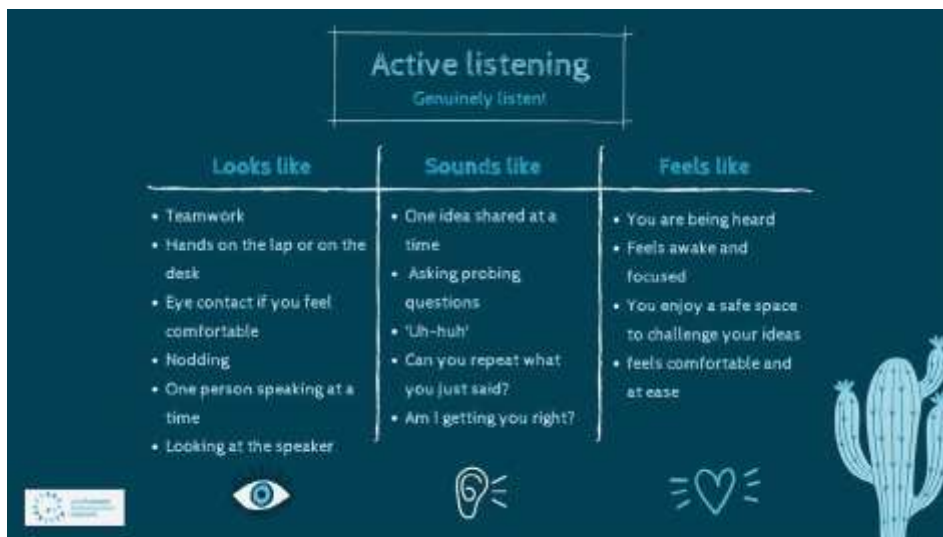 Active listening
Genuinely listen!
Looks like
• Teamwork
• Hands on the lap or on the
desk
• Eye contact if you feel
comfortable
• Nodding
• One person speaking at a
time
• Looking at the speaker
Sounds like
• One idea shared at a
time
• Asking probing
questions
• 'Uh-huh'
• Can you repeat what
you just said?
• Am I getting you right?
Feels like
• You are being heard
• Feels awake and
focused
• You enjoy a safe space
to challenge your ideas
• feels comfortable and
at ease